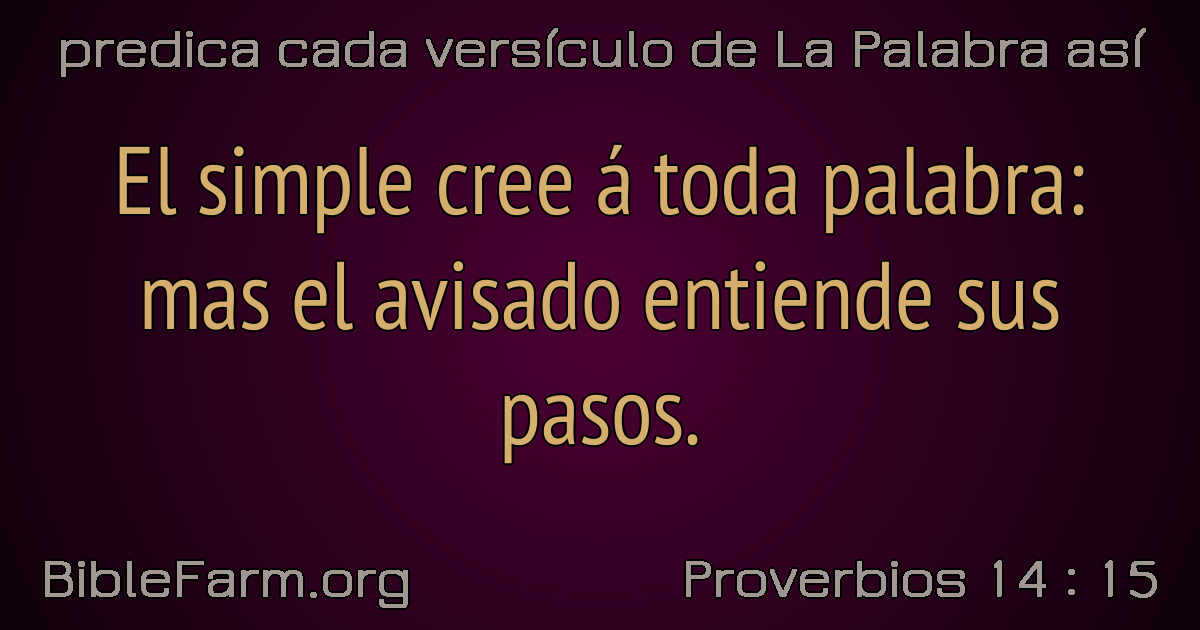 predica cada versículo de La Palabra así
El simple cree á toda palabra:
mas el avisado entiende sus
pasos.
BibleFarm.org
Proverbios 14 : 15